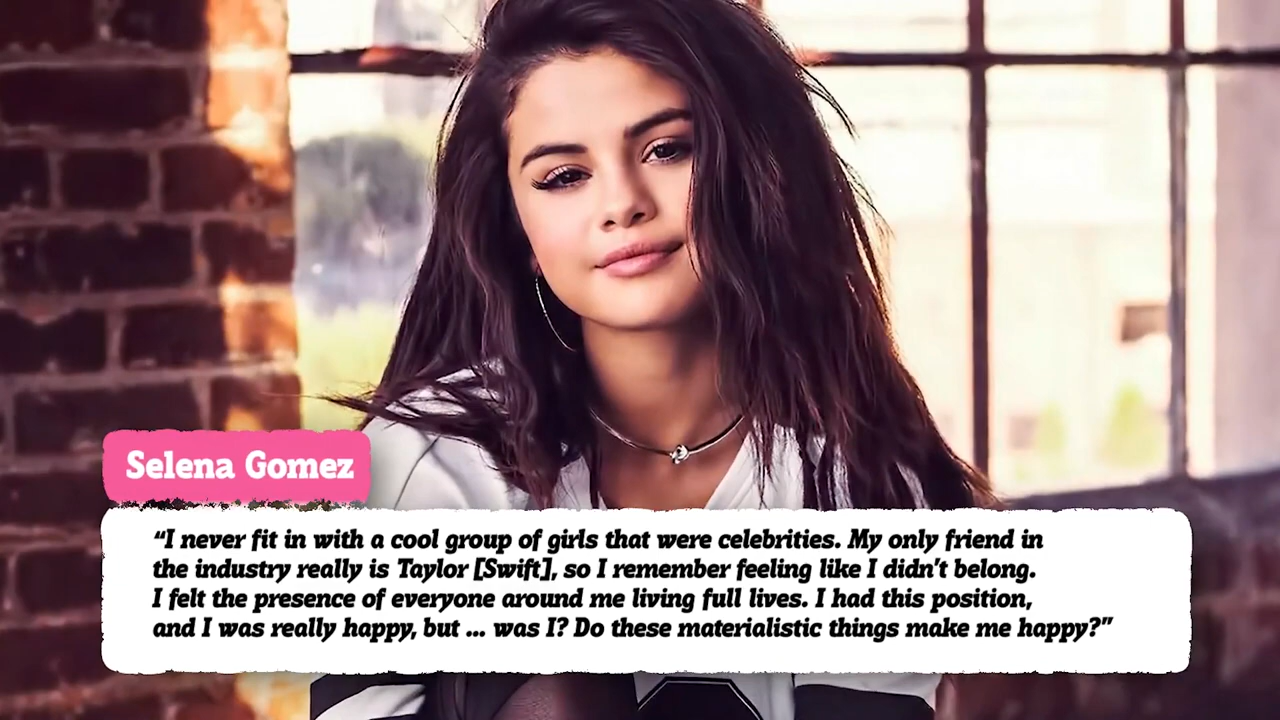 Selena Gomez
“I never fit in with a cool group of girls that were celebrities. My only friend in
the industry really is Taylor [Swift], so I remember feeling like I didn’t belong.
I felt the presence of everyone around me living full lives. I had this position,
and I was really happy, but ... was I? Do these materialistic things make me happy?”